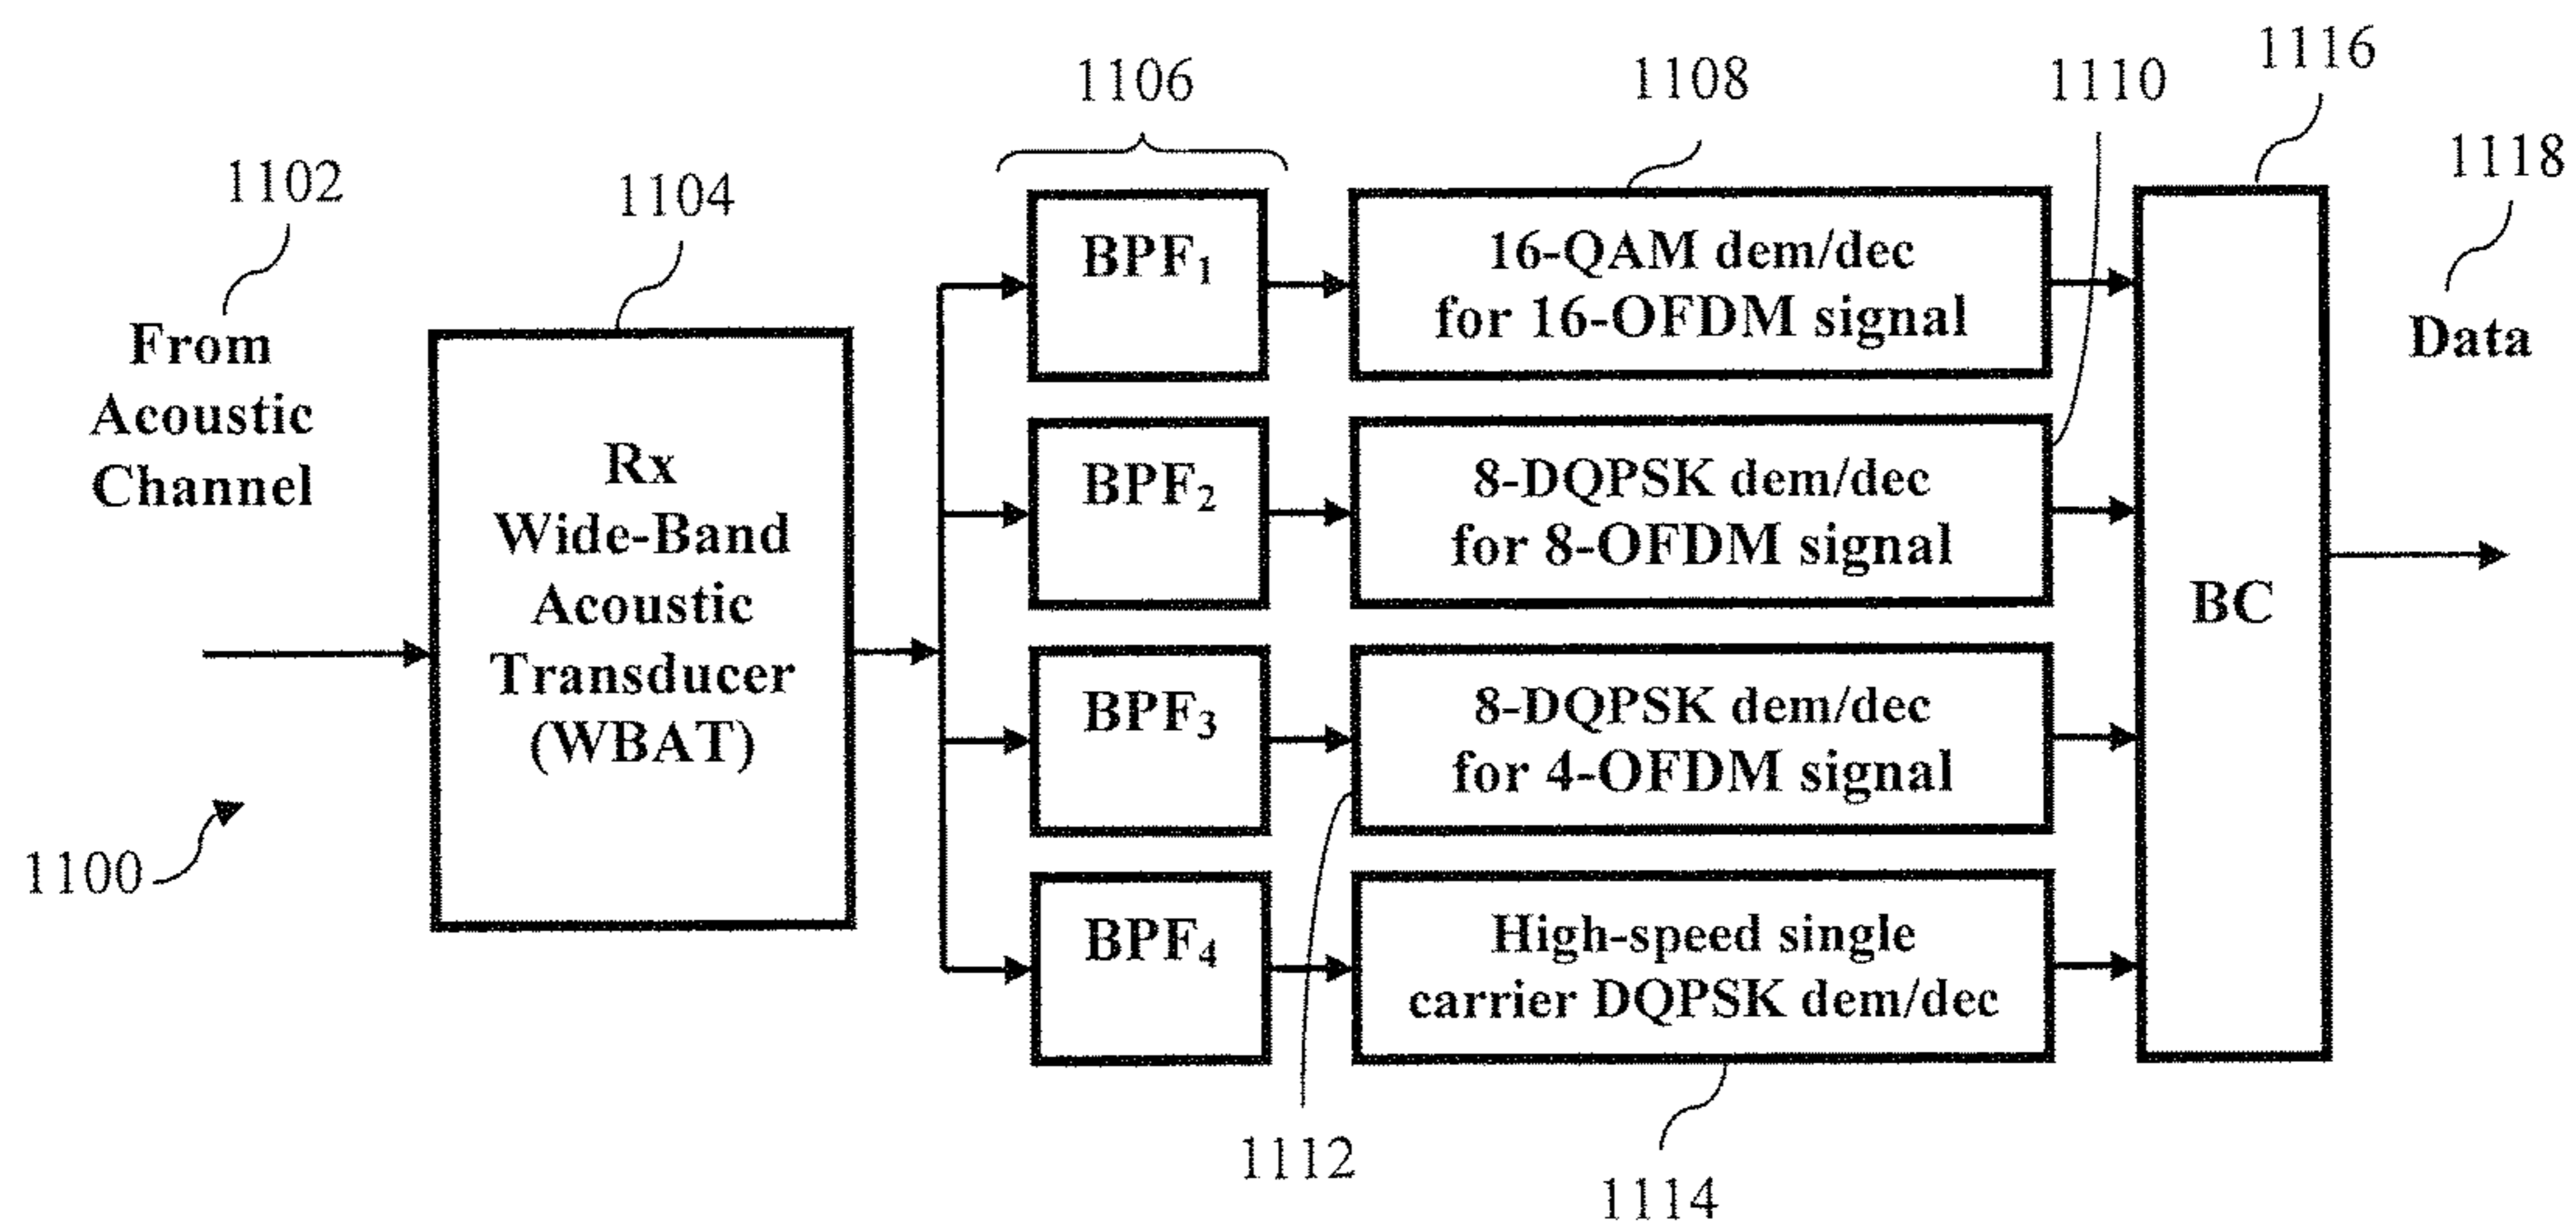 1102
From
Acoustic
Channel
1100
1104
Rx
Wide-Band
Acoustic
Transducer
(WBAT)
1106
BPF₁
BPF₂
BPF₃
BPF₄
1108
16-QAM dem/dec
for 16-OFDM signal
1110
8-DQPSK dem/dec
for 8-OFDM signal
8-DQPSK dem/dec
for 4-OFDM signal
1112
High-speed single
carrier DQPSK dem/dec
1114
1116
BC
1118
Data